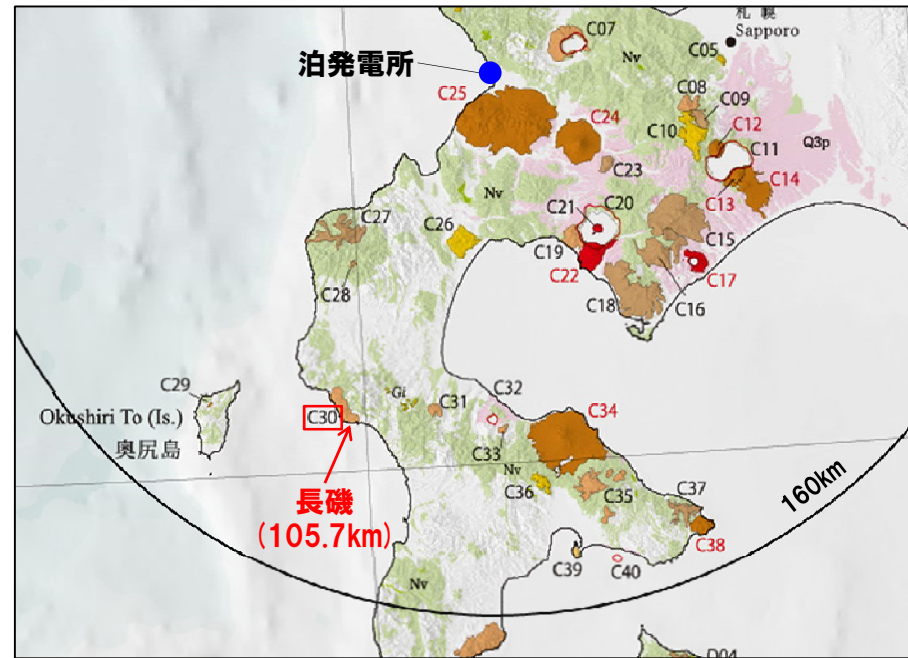 札幌
Sapporo
C07
Nv
C05
泊発電所
C25
C24
C08
C09
C10
C12
C11
Q3p
C23
C14
C13
Nv
C27
C26
C21
C20
C19
C15
C22
C17
C28
C18
C16
C29
Okushiri To (Is.)
奥尻島
Gi
C30
C31
C32
C34
C33
Nv
長磯
(105.7km)
C36
C35
C37
160km
C38
C39
C40
Nv
D04